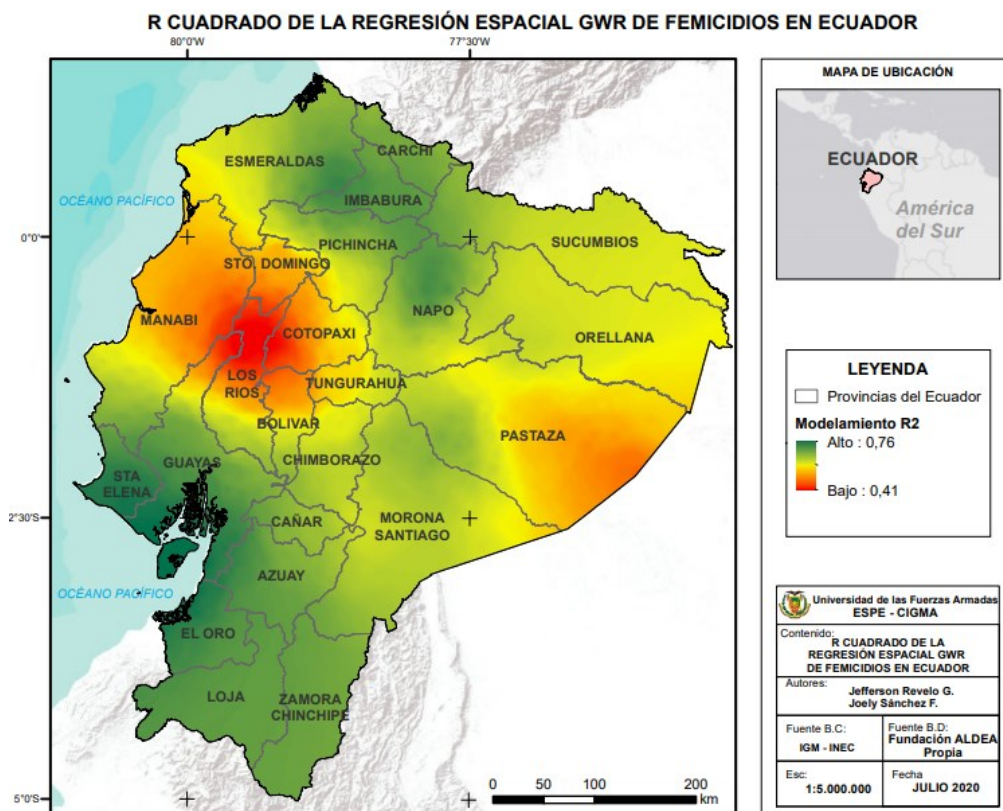 R CUADRADO DE LA REGRESIÓN ESPACIAL GWR DE FEMICIDIOS EN ECUADOR
80°0'W
77°30'W
0°0'
2°30'S
5°0'S
OCÉANO PACÍFICO
OCÉANO PACÍFICO
ESMERALDAS
CARCHI
IMBABURA
PICHINCHA
SUCUMBIOS
STO. DOMINGO
NAPO
MANABI
COTOPAXI
ORELLANA
LOS
RIOS
TUNGURAHUA
BOLIVAR
PASTAZA
GUAYAS
CHIMBORAZO
STA
ELENA
CAÑAR
MORONA
SANTIAGO
AZUAY
EL ORO
LOJA
ZAMORA
CHINCHIPE
0 50 100 200
km
MAPA DE UBICACIÓN
ECUADOR
América
del Sur
LEYENDA
Provincias del Ecuador
Modelamiento R2
Alto : 0,76
Bajo : 0,41
Universidad de las Fuerzas Armadas
ESPE - CIGMA
Contenido:
R CUADRADO DE LA
REGRESIÓN ESPACIAL GWR
DE FEMICIDIOS EN ECUADOR
Autores:
Jefferson Revelo G.
Joely Sánchez F.
Fuente B.C:
IGM - INEC
Fuente B.D:
Fundación ALDEA
Propia
Esc:
1:5.000.000
Fecha
JULIO 2020